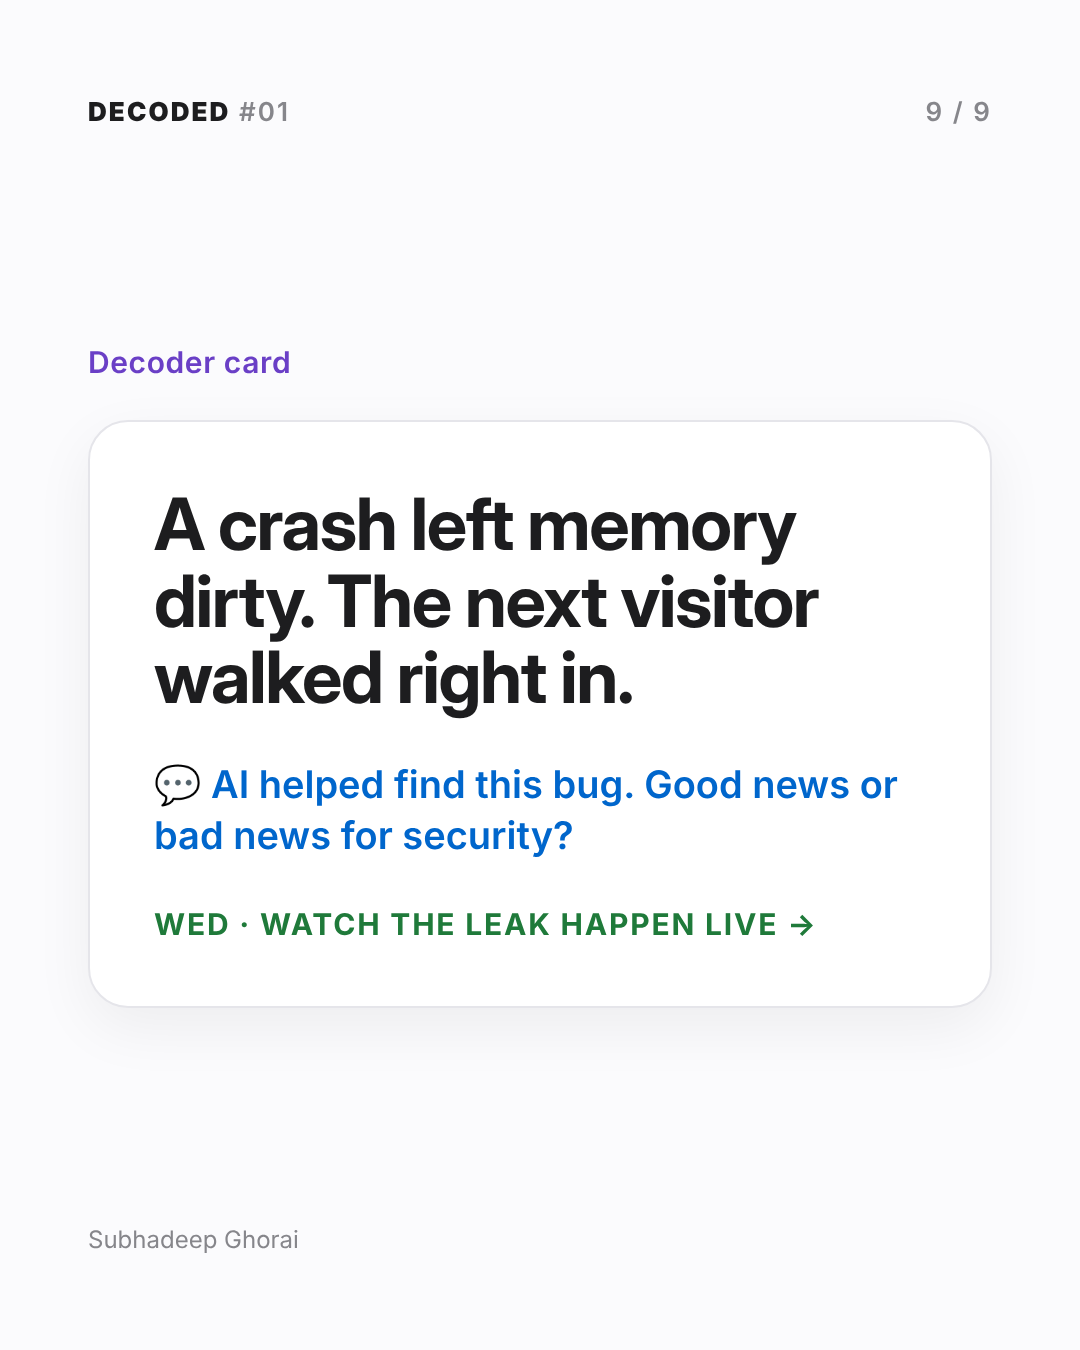 DECODED #01
9 / 9
Decoder card
A crash left memory
dirty. The next visitor
walked right in.
💬 AI helped find this bug. Good news or
bad news for security?
WED · WATCH THE LEAK HAPPEN LIVE →
Subhadeep Ghorai